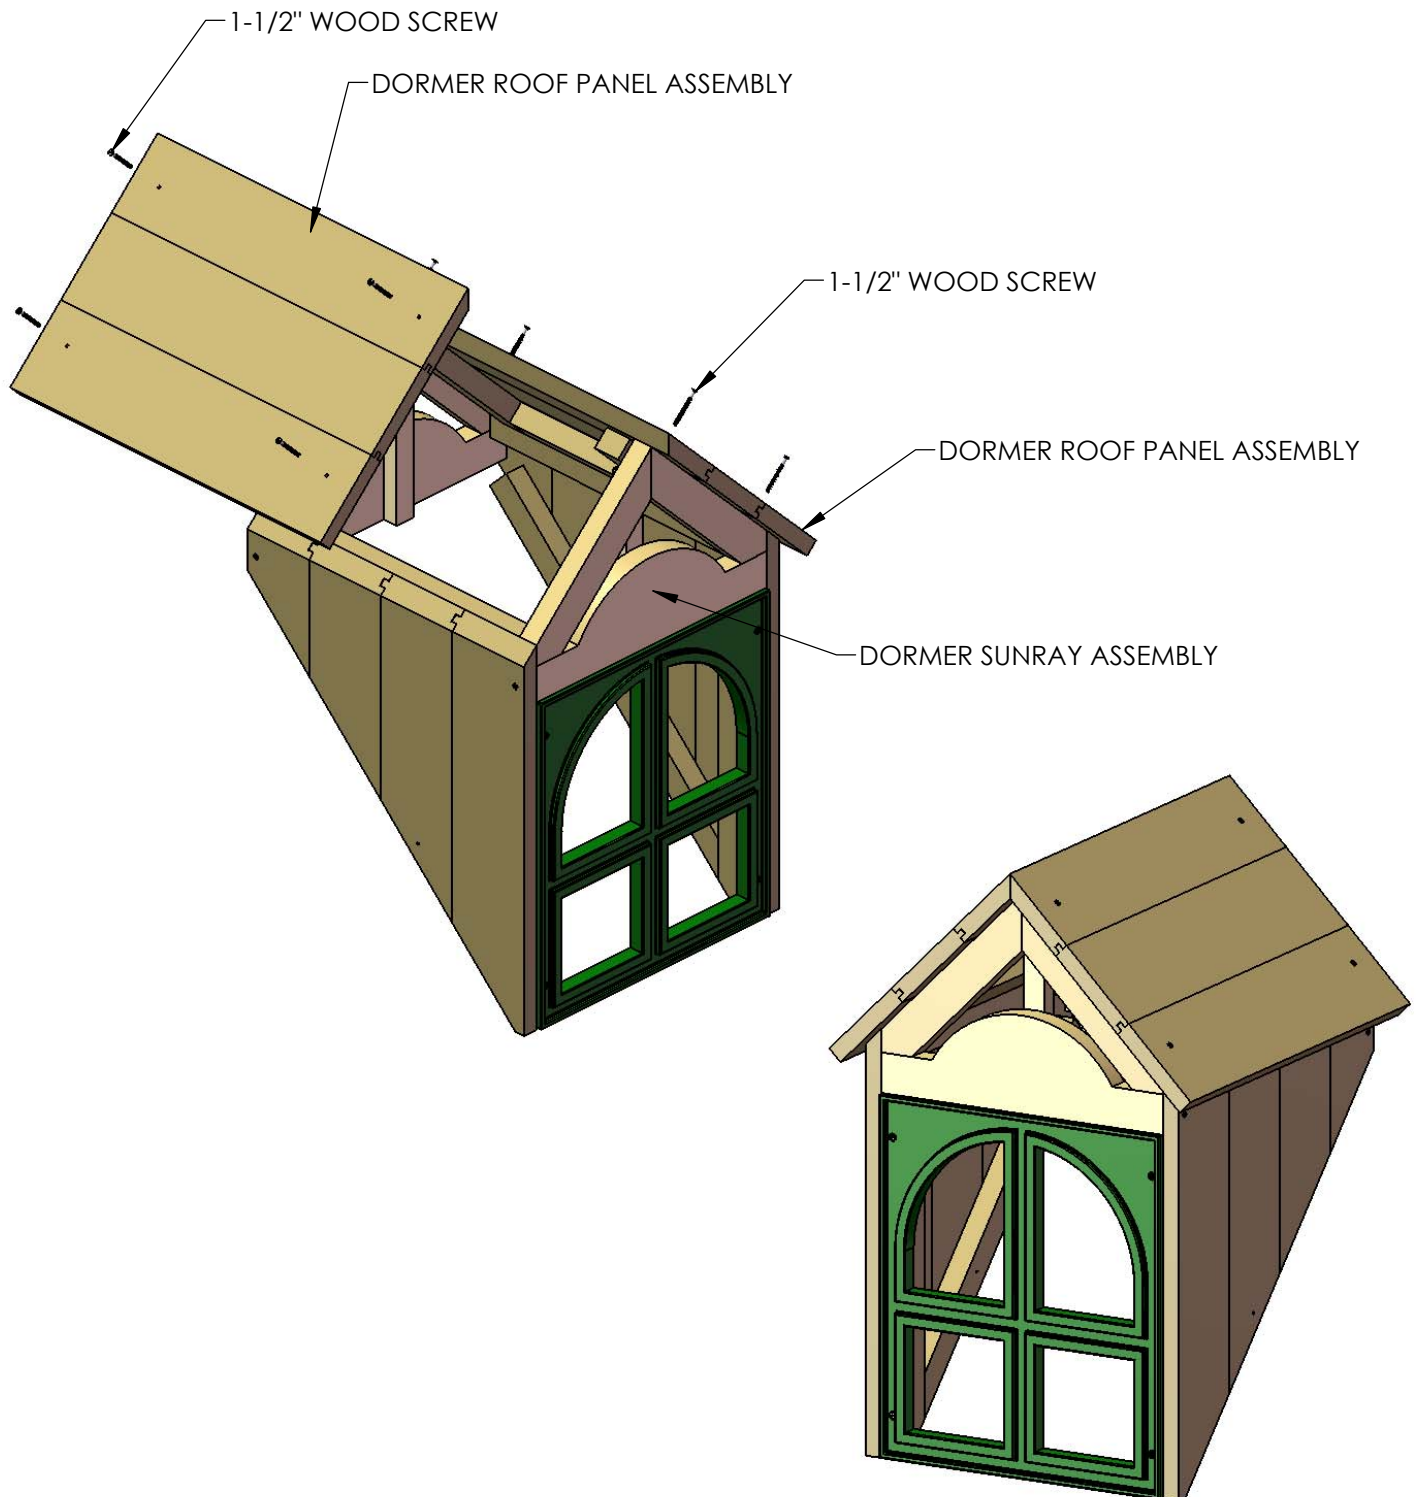 1-1/2" WOOD SCREW
DORMER ROOF PANEL ASSEMBLY
1-1/2" WOOD SCREW
DORMER ROOF PANEL ASSEMBLY
DORMER SUNRAY ASSEMBLY